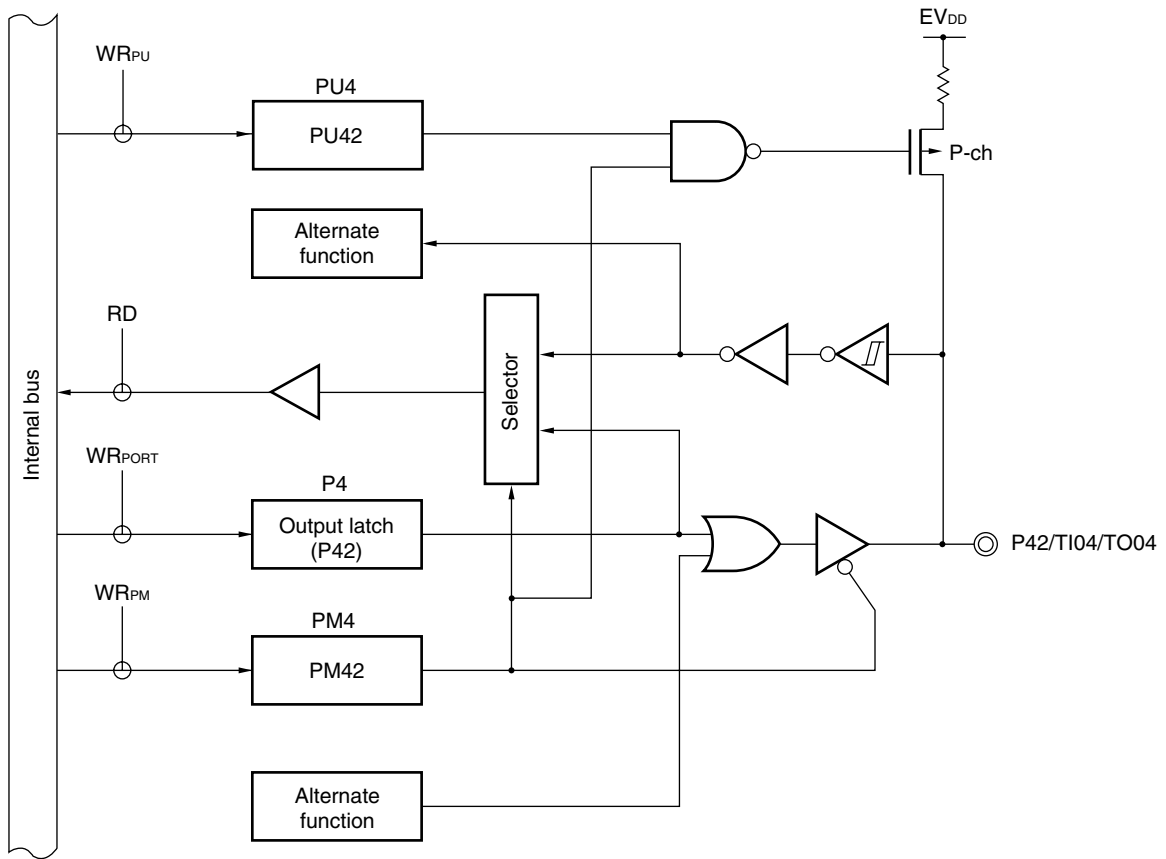 EVDD
WRPU
PU4
PU42
P-ch
Alternate
function
RD
Selector
Internal bus
WRPORT
P4
Output latch
(P42)
P42/TI04/TO04
WRPM
PM4
PM42
Alternate
function